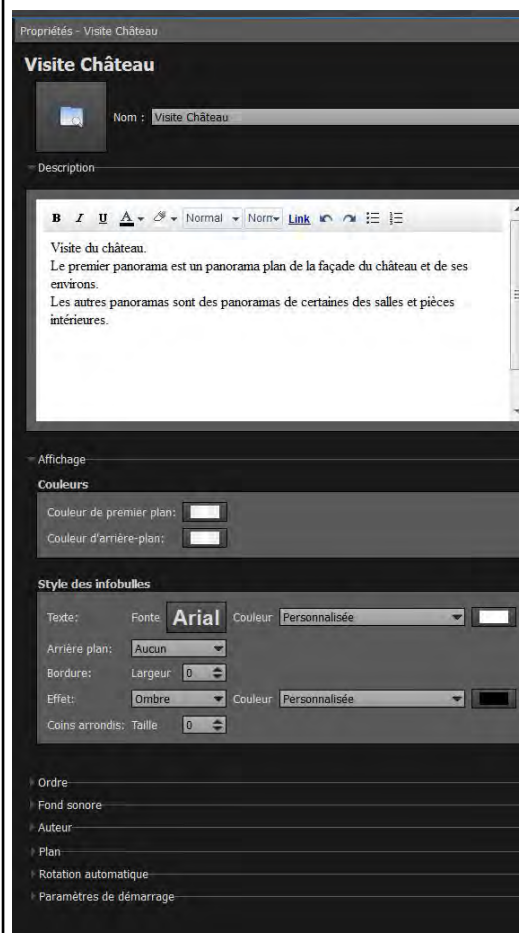 Propriétés - Visite Château
Visite Château
Nom : Visite Château
Description
B I U A Normal Norn Link
Visite du château.
Le premier panorama est un panorama plan de la façade du château et de ses
environs.
Les autres panoramas sont des panoramas de certaines des salles et pièces
intérieures.
Affichage
Couleurs
Couleur de premier plan:
Couleur d'arrière-plan:
Style des infobulles
Texte: Fonte Arial Couleur Personnalisée
Arrière plan: Aucun
Bordure: Largeur 0
Effet: Ombre Couleur Personnalisée
Coins arrondis: Taille 0
Ordre
Fond sonore
Auteur
Plan
Rotation automatique
Paramètres de démarrage